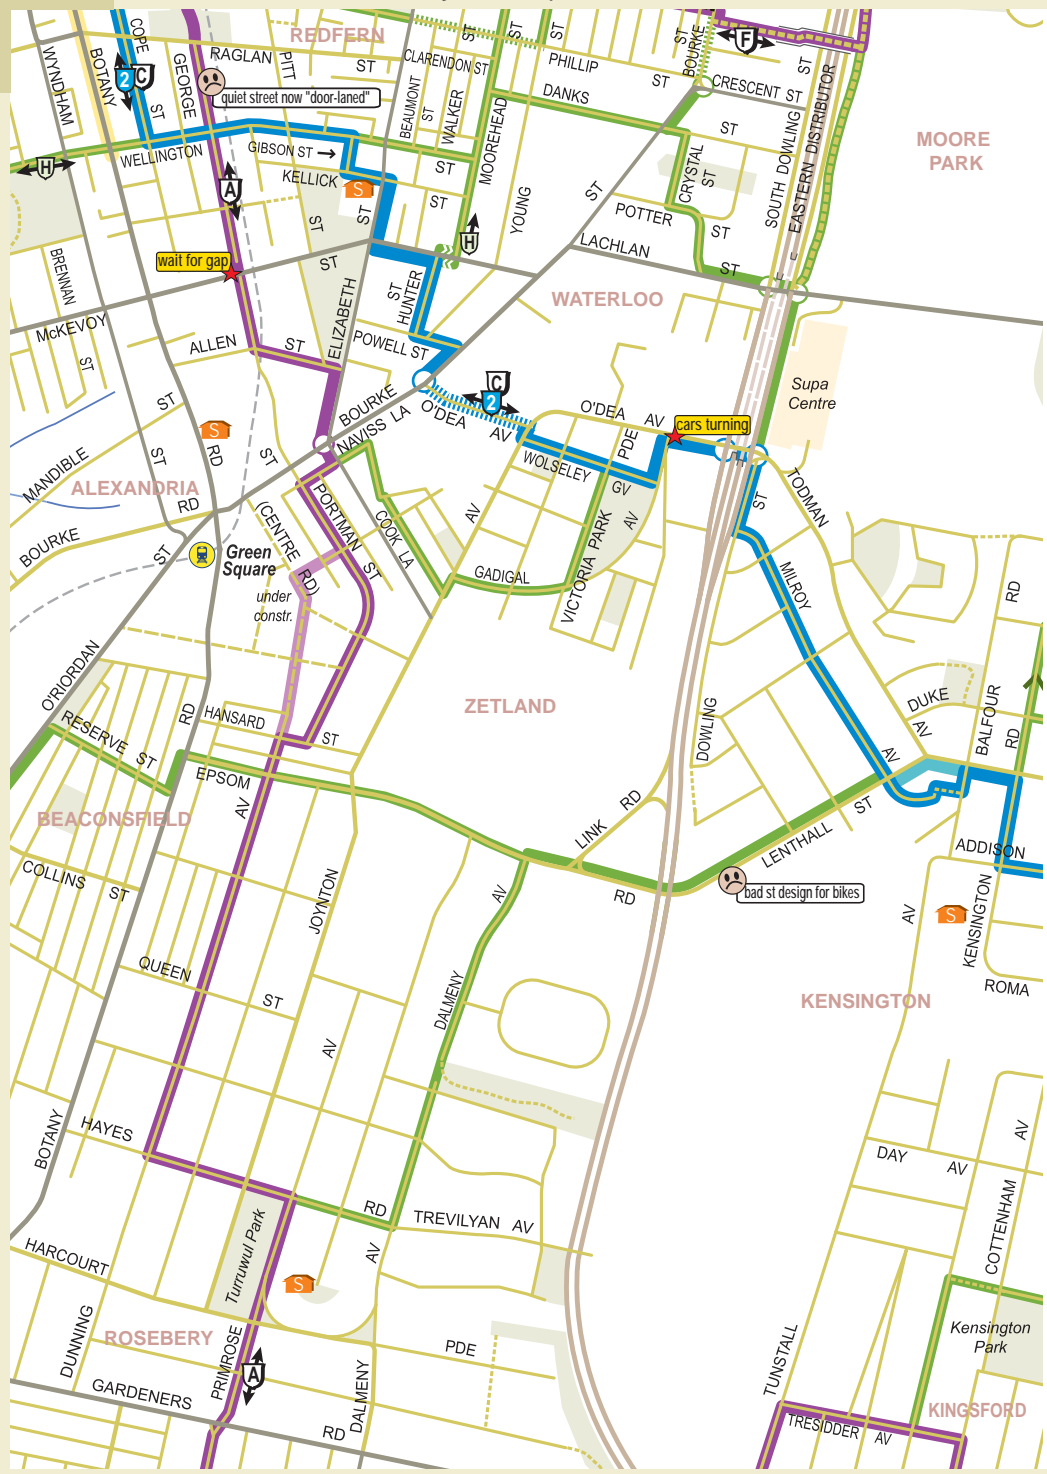 REDFERN
COPE
ST
WYNDHAM
BOTANY
GEORGE
RAGLAN
PITT
ST
ST
ST
ST
CLARENDON ST
PHILLIP
ST
ST
BOURKE
F
ST
CRESCENT ST
2 C
quiet street now "door-laned"
BEAUMONT
ST
WALKER
MOOREHEAD
DANKS
ST
SOUTH DOWLING
EASTERN DISTRIBUTOR
MOORE
PARK
H
WELLINGTON
GIBSON ST →
KELLICK
S
ST
ST
ST
ST
A
CRYSTAL
ST
YOUNG
ST
POTTER
ST
LACHLAN
ST
H
BRENNAN
wait for gap
ST
McKEVOY
ST
ALLEN
ST
ELIZABETH
ST
HUNTER
POWELL ST
WATERLOO
BOURKE
NAVISS LA
C
2
O'DEA
AV
O'DEA
AV
cars turning
Supa
Centre
ST
S
RD
ST
MANDIBLE
ST
ALEXANDRIA
RD
BOURKE
ST
(CENTRE
RD)
PORTMAN
ST
COOK LA
AV
WOLSELEY
GV
PDE
AV
VICTORIA PARK
GADIGAL
ST
TODMAN
MILROY
Green
Square
under
constr.
O'RIORDAN
RD
RESERVE ST
HANSARD
ST
ZETLAND
DOWLING
DUKE
AV
AV
BALFOUR
RD
RD
EPSOM
AV
BEACONSFIELD
COLLINS
ST
LINK
RD
LENTHALL
ST
ADDISON
bad st design for bikes
RD
AV
AV
S
KENSINGTON
ROMA
JOYNTON
AV
QUEEN
ST
DALMENY
KENSINGTON
BOTANY
HAYES
RD
TREVILYAN AV
AV
DAY
AV
AV
COTTENHAM
HARCOURT
Turruwul Park
S
ROSEBERY
DUNNING
PRIMROSE
A
PDE
DALMENY
GARDENERS
RD
TUNSTALL
Kensington
Park
KINGSFORD
TRESIDDER
AV